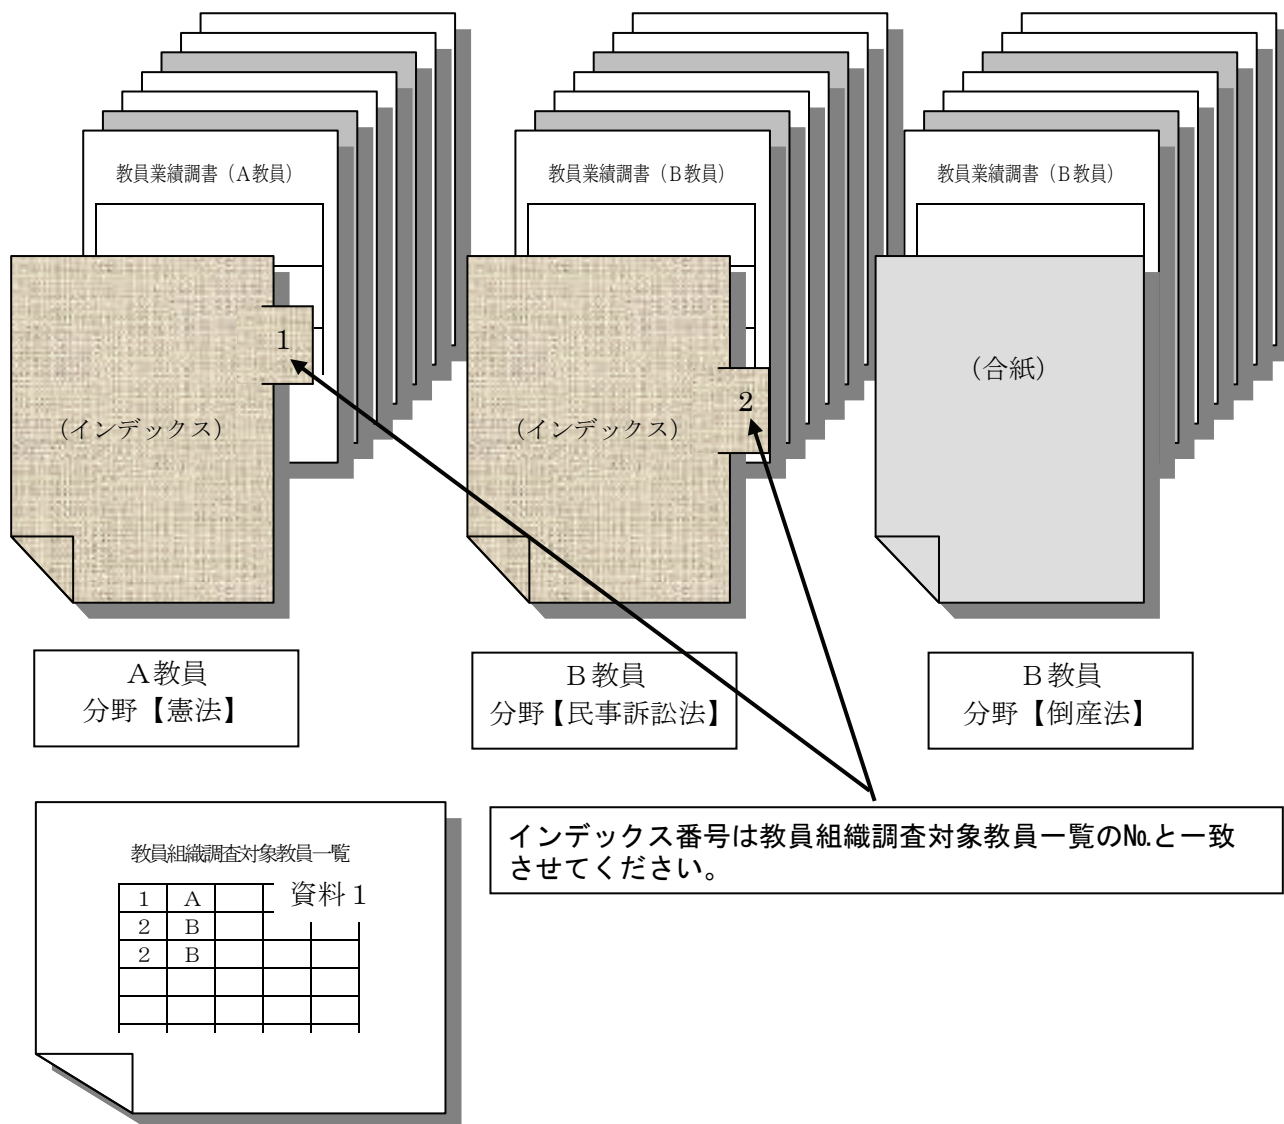 教員業績調書（A教員）
教員業績調書（B教員）
教員業績調書（B教員）
1
（インデックス）
2
（インデックス）
（合紙）
A教員
分野【憲法】
B教員
分野【民事訴訟法】
B教員
分野【倒産法】
インデックス番号は教員組織調査対象教員一覧の№と一致
させてください。
教員組織調査対象教員一覧
資料１
1 A
2 B
2 B